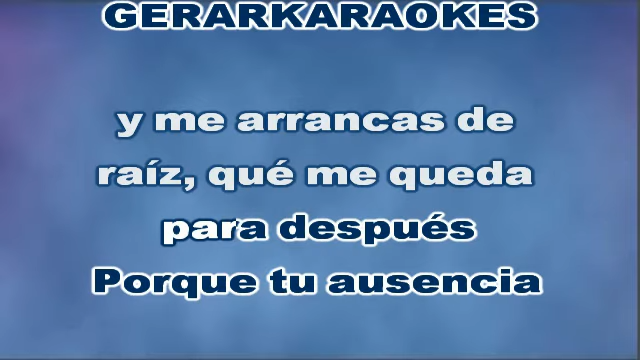 GERARKARAOKES
y me arrancas de
raíz, qué me queda
para después
Porque tu ausencia